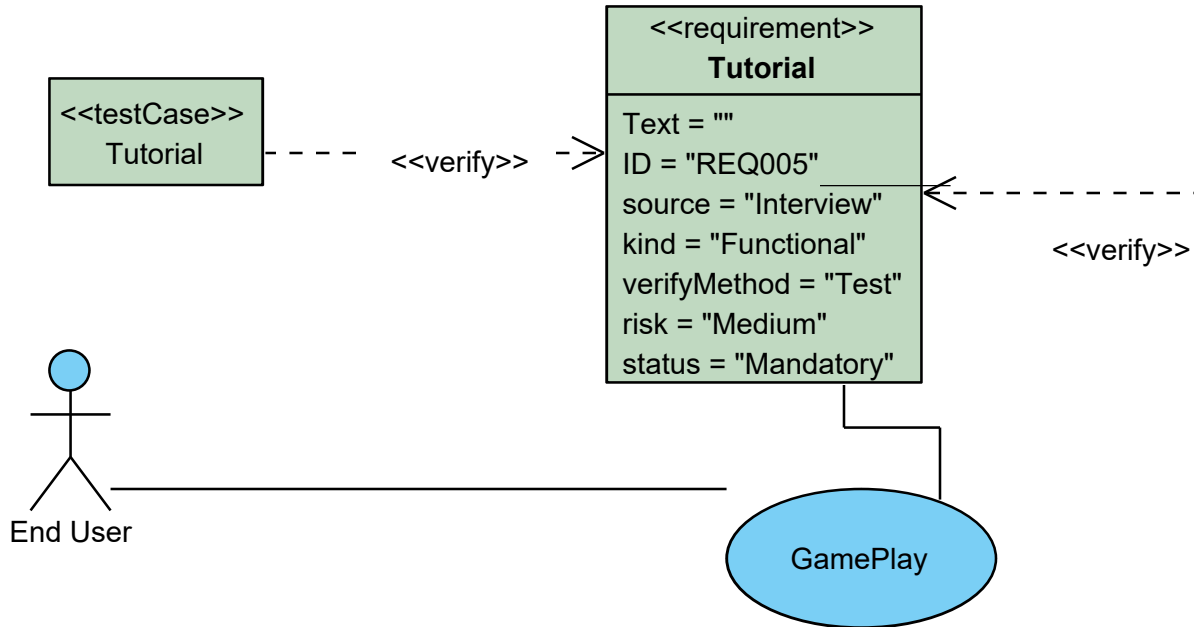 <<requirement>>
Tutorial
<<testCase>>
Tutorial
<<verify>>
Text = ""
ID = "REQ005"
source = "Interview"
kind = "Functional"
verifyMethod = "Test"
risk = "Medium"
status = "Mandatory"
<<verify>>
End User
GamePlay